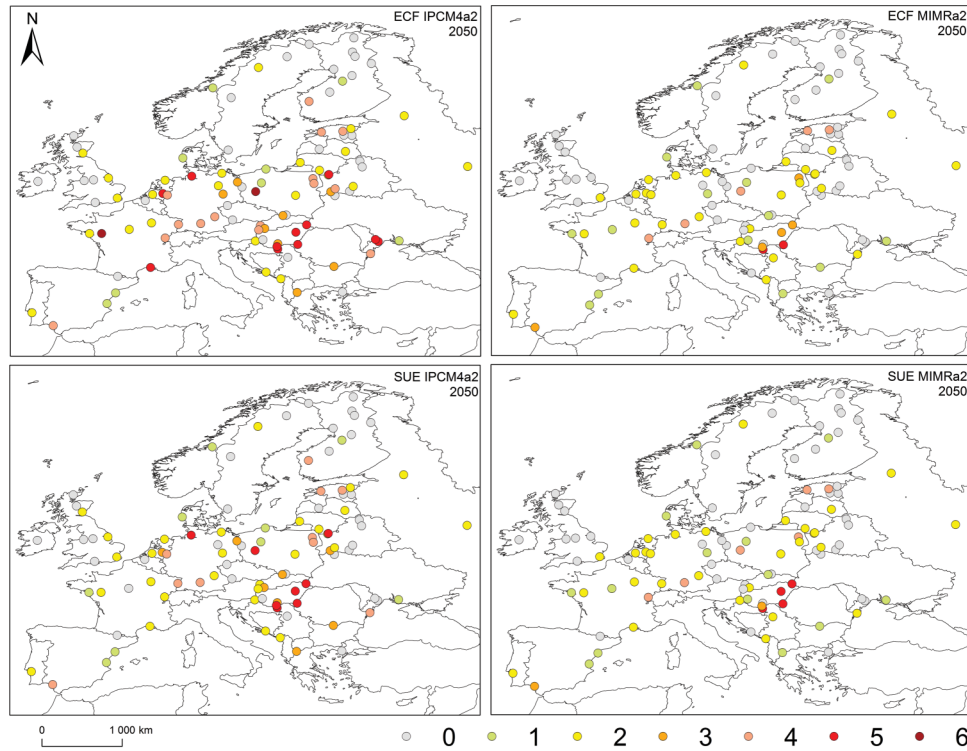 N
ECF IPCM4a2
2050
ECF MIMRa2
2050
SUE IPCM4a2
2050
SUE MIMRa2
2050
0 1 000 km
0 1 2 3 4 5 6